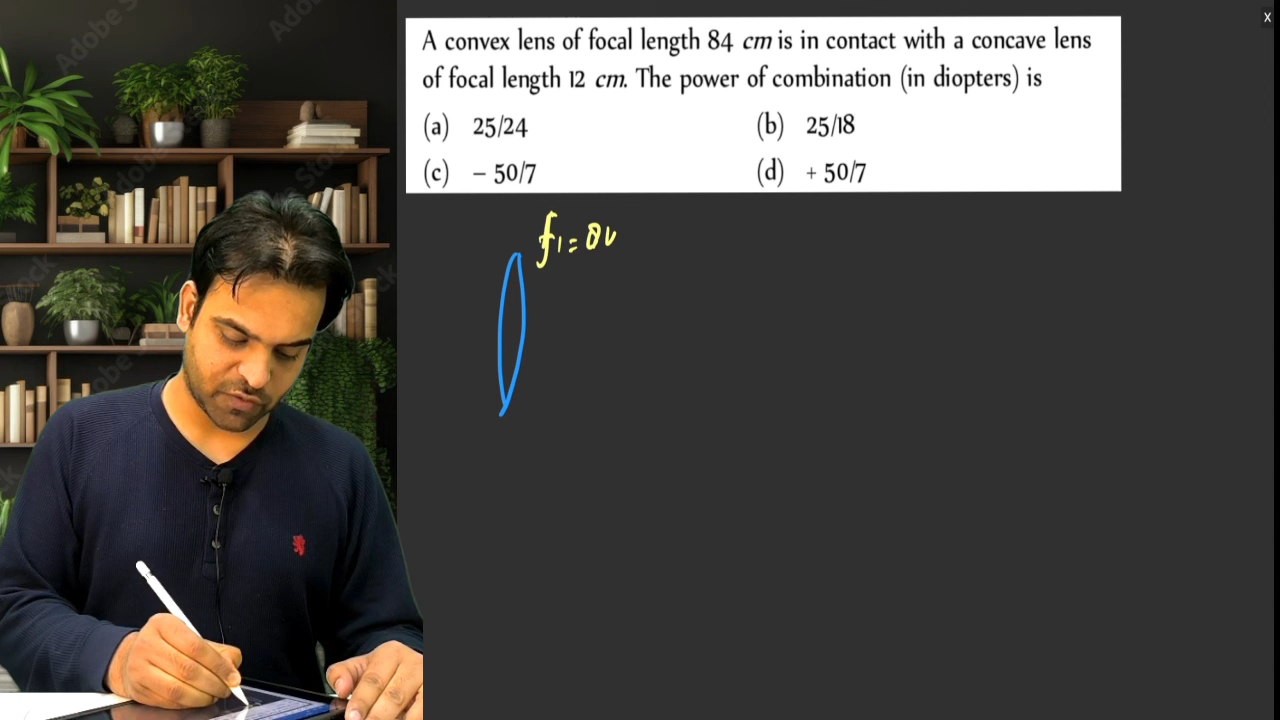 X
A convex lens of focal length 84 cm is in contact with a concave lens
of focal length 12 cm. The power of combination (in diopters) is
(a) 25/24 (b) 25/18
(c) – 50/7 (d) + 50/7
f₁ =